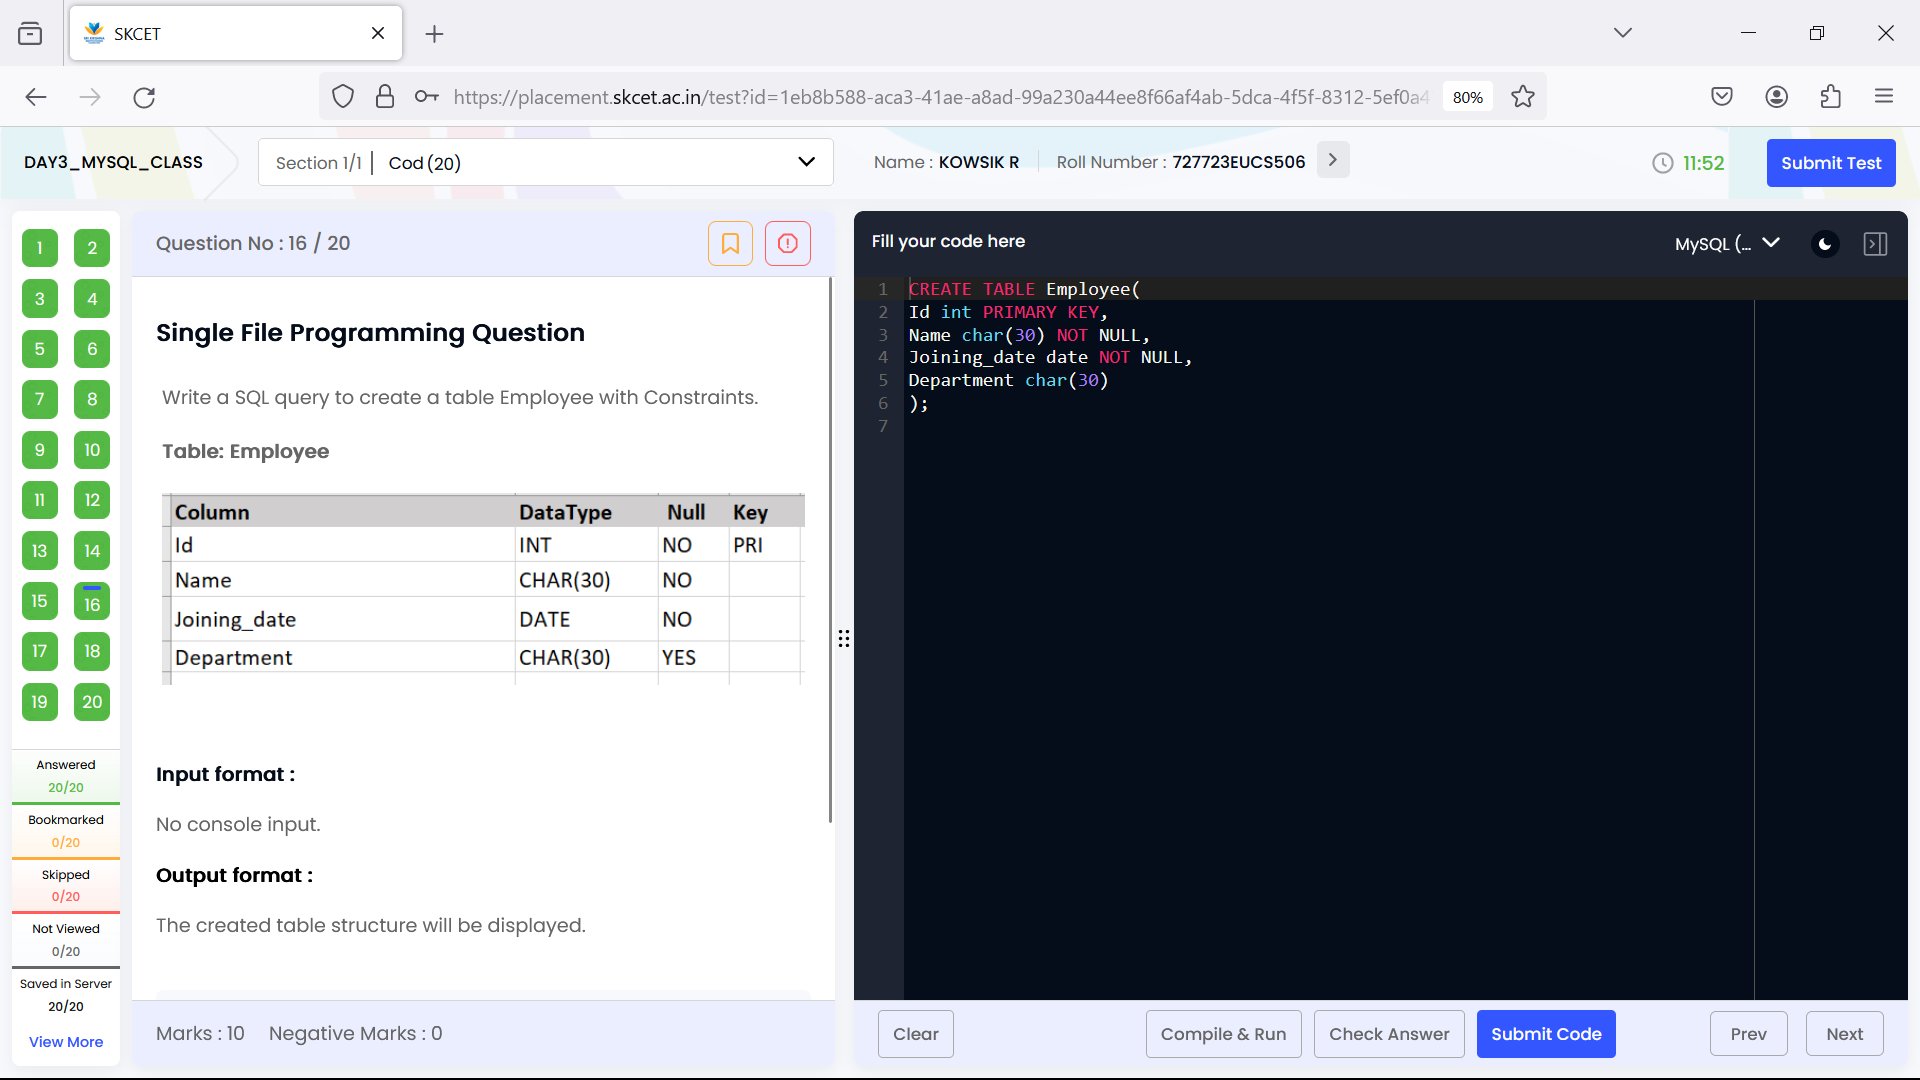 SKCET
https://placement.skcet.ac.in/test?id=1eb8b588-aca3-41ae-a8ad-99a230a44ee8f66af4ab-5dca-4f5f-8312-5ef0a4
80%
DAY3_MYSQL_CLASS
Section 1/1 | Cod (20)
Name : KOWSIK R
Roll Number : 727723EUCS506
11:52
Submit Test
1 2
3 4
5 6
7 8
9 10
11 12
13 14
15 16
17 18
19 20
Answered
20/20
Bookmarked
0/20
Skipped
0/20
Not Viewed
0/20
Saved in Server
20/20
View More
Question No : 16 / 20
Single File Programming Question
Write a SQL query to create a table Employee with Constraints.
Table: Employee
Column DataType Null Key
Id INT NO PRI
Name CHAR(30) NO
Joining_date DATE NO
Department CHAR(30) YES
Input format :
No console input.
Output format :
The created table structure will be displayed.
Marks : 10 Negative Marks : 0
Fill your code here
MySQL (...
1 CREATE TABLE Employee(
2 Id int PRIMARY KEY,
3 Name char(30) NOT NULL,
4 Joining_date date NOT NULL,
5 Department char(30)
6 );
7
Clear
Compile & Run
Check Answer
Submit Code
Prev
Next